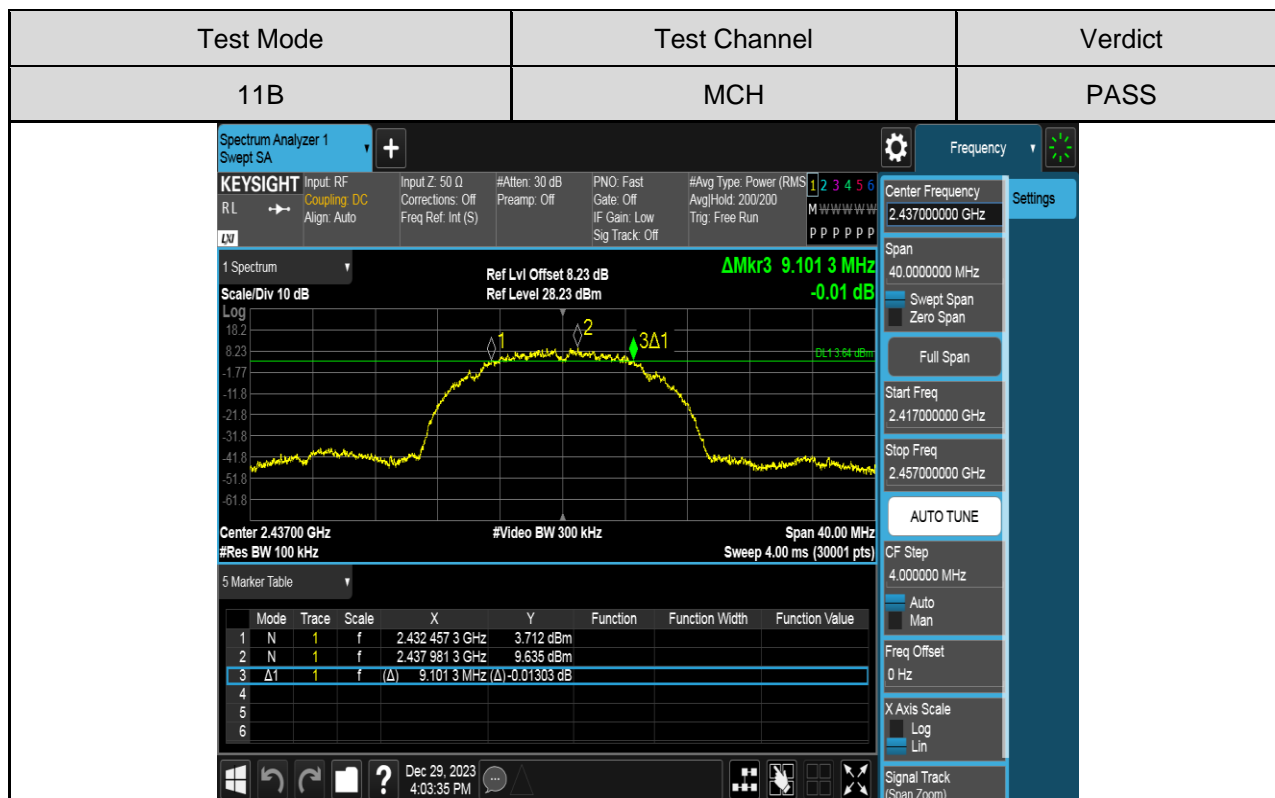 Test Mode Test Channel Verdict
11B MCH PASS
Spectrum Analyzer 1
Swept SA
+
Frequency
KEYSIGHT
RL
LXI
Input: RF
Coupling: DC
Align: Auto
Input Z: 50 Ω
Corrections: Off
Freq Ref: Int (S)
#Atten: 30 dB
Preamp: Off
PNO: Fast
Gate: Off
IF Gain: Low
Sig Track: Off
#Avg Type: Power (RMS
Avg|Hold: 200/200
Trig: Free Run
1 2 3 4 5 6
M W W W W W
P P P P P P
1 Spectrum
Scale/Div 10 dB
Ref Lvl Offset 8.23 dB
Ref Level 28.23 dBm
ΔMkr3 9.101 3 MHz
-0.01 dB
Log
18.2
8.23
-1.77
-11.8
-21.8
-31.8
-41.8
-51.8
-61.8
1
2
3Δ1
DL1 3.64 dBm
Center 2.43700 GHz
#Res BW 100 kHz
#Video BW 300 kHz
Span 40.00 MHz
Sweep 4.00 ms (30001 pts)
5 Marker Table
Mode Trace Scale X Y Function Function Width Function Value
1 N 1 f 2.432 457 3 GHz 3.712 dBm
2 N 1 f 2.437 981 3 GHz 9.635 dBm
3 Δ1 1 f (Δ) 9.101 3 MHz (Δ) -0.01303 dB
4
5
6
?
Dec 29, 2023
4:03:35 PM
Center Frequency
2.437000000 GHz
Settings
Span
40.0000000 MHz
Swept Span
Zero Span
Full Span
Start Freq
2.417000000 GHz
Stop Freq
2.457000000 GHz
AUTO TUNE
CF Step
4.000000 MHz
Auto
Man
Freq Offset
0 Hz
X Axis Scale
Log
Lin
Signal Track
(Span Zoom)